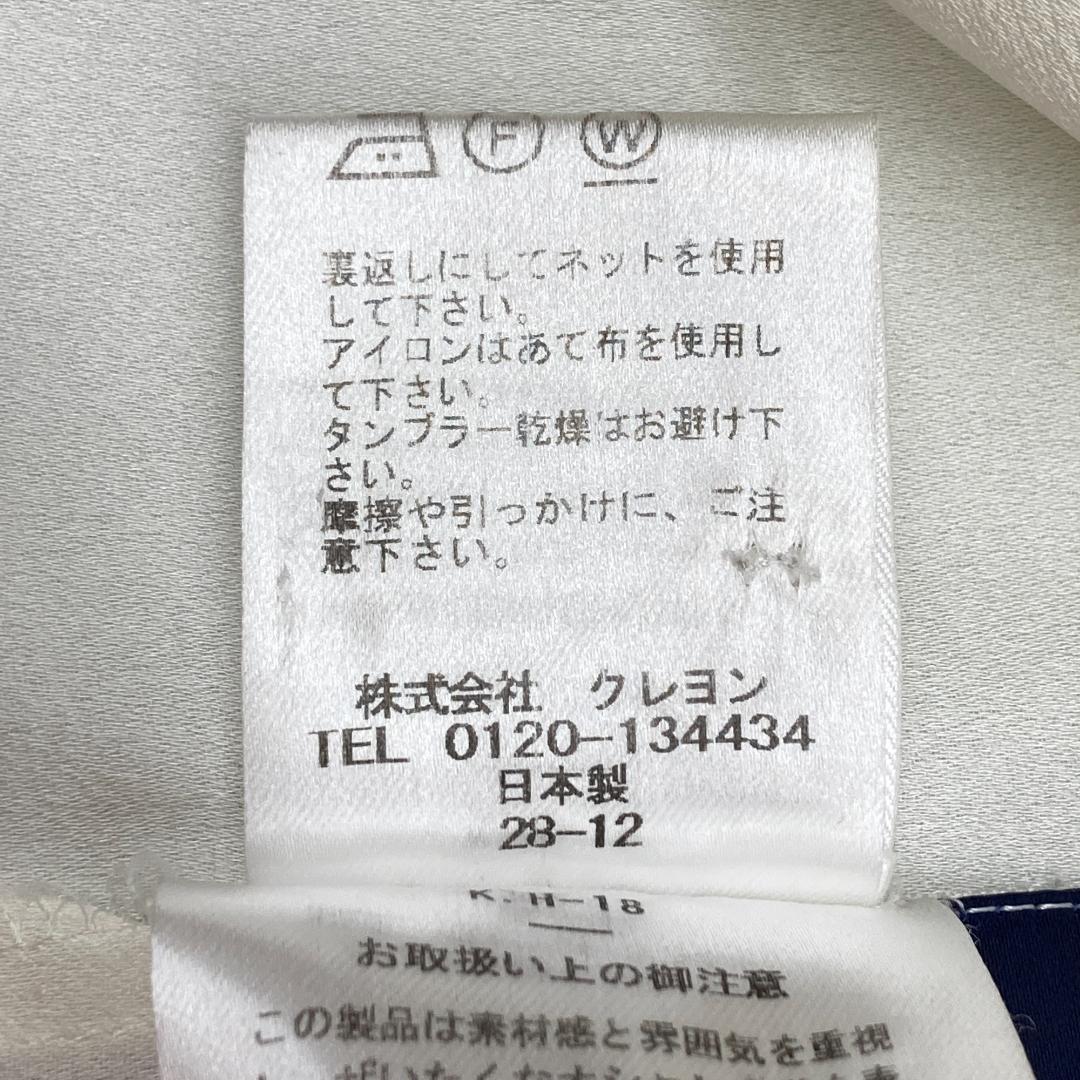 F W
裏返しにしてネットを使用
して下さい。
アイロンはあて布を使用し
て下さい。
タンブラー乾燥はお避け下
さい。
摩擦や引っかけに、ご注
意下さい。
株式会社 クレヨン
TEL 0120-134434
日本製
28-12
K.H-18
お取扱い上の御注意
この製品は素材感と雰囲気を重視